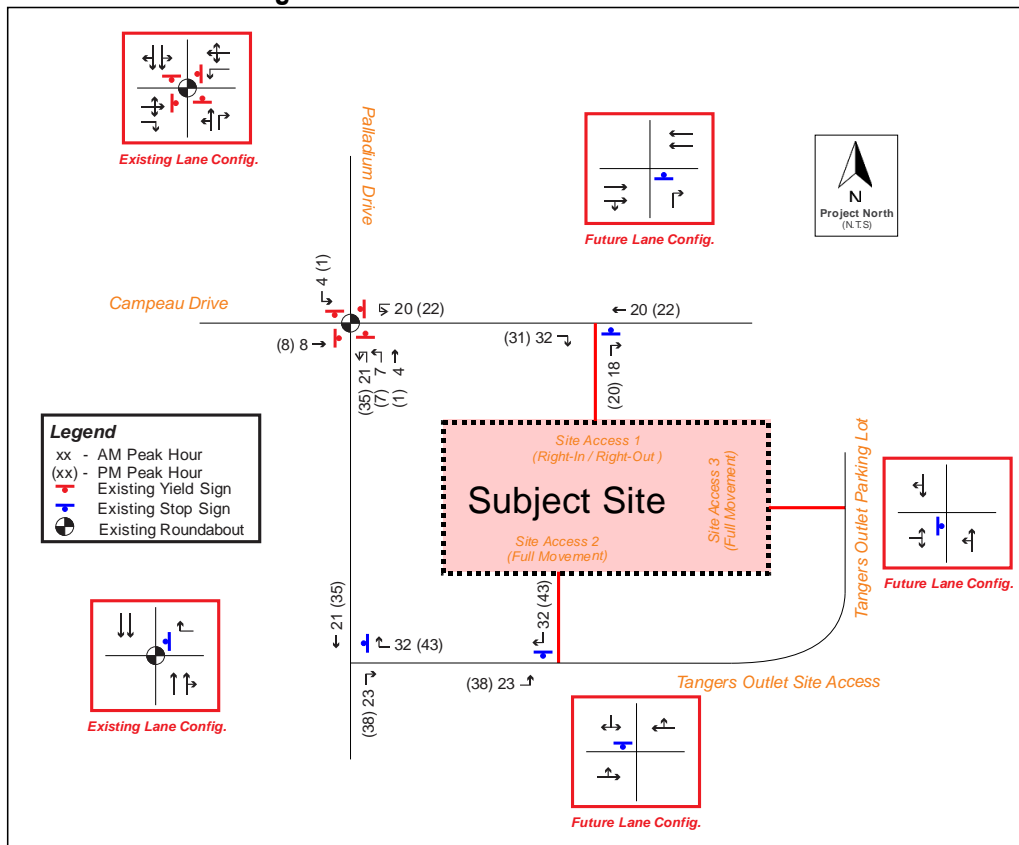 Existing Lane Config.
Palladium Drive
Future Lane Config.
N
Project North
(N.T.S)
Campeau Drive
4 (1)
20 (22)
20 (22)
(8) 8
(31) 32
(35) 21
(7) 7
(1) 4
(20) 18
Legend
xx - AM Peak Hour
(xx) - PM Peak Hour
Existing Yield Sign
Existing Stop Sign
Existing Roundabout
Site Access 1
(Right-In / Right-Out )
Subject Site
Site Access 2
(Full Movement)
Site Access 3
(Full Movement)
Tangers Outlet Parking Lot
Future Lane Config.
21 (35)
32 (43)
32 (43)
(38) 23
(38) 23
Tangers Outlet Site Access
Existing Lane Config.
Future Lane Config.